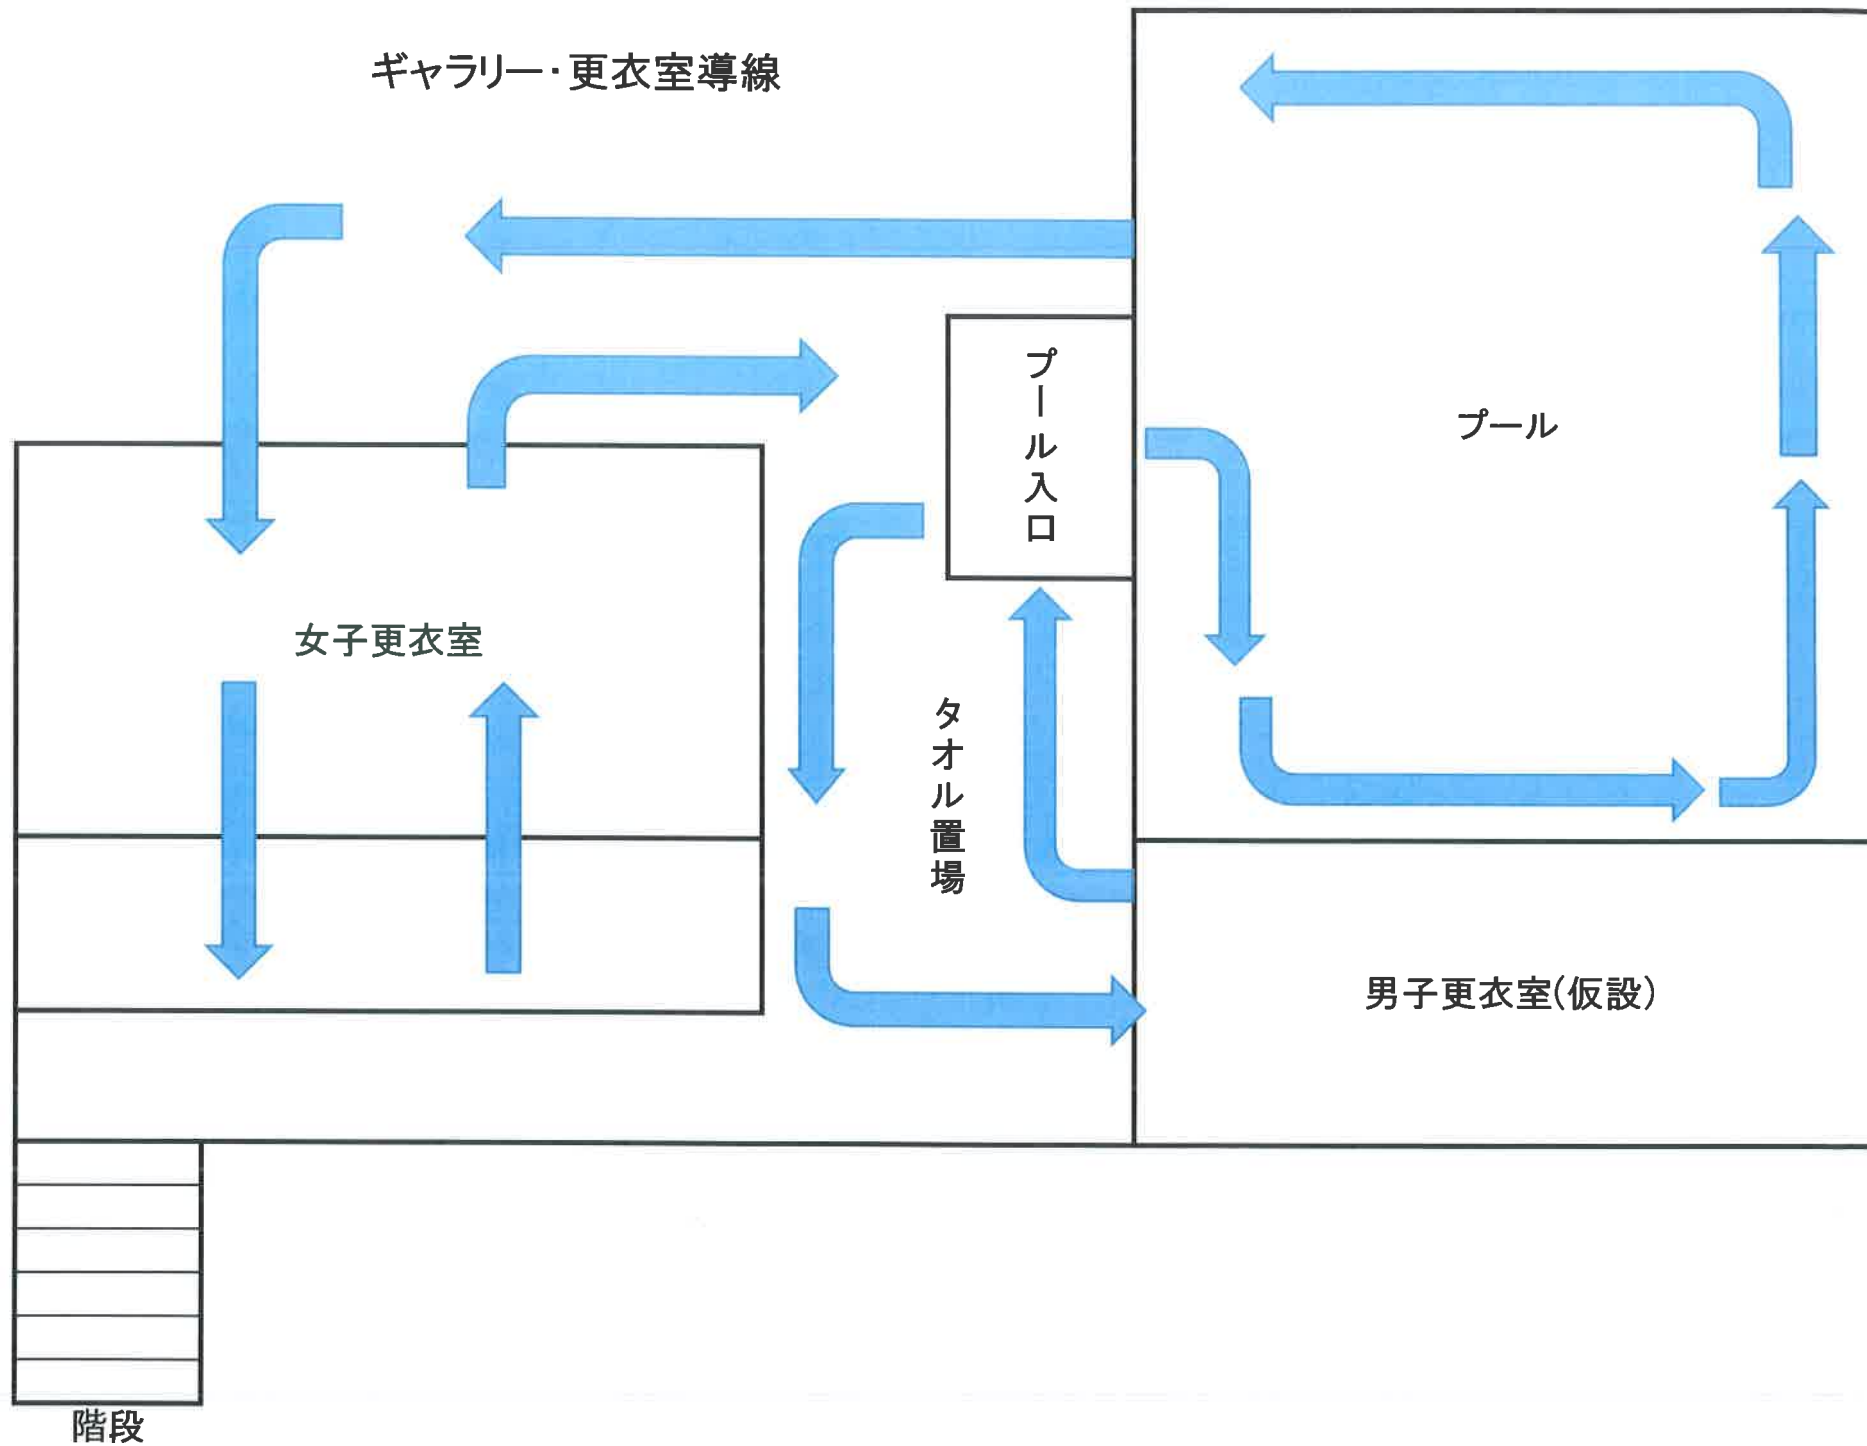 ギャラリー・更衣室導線
プール入口
プール
女子更衣室
タオル置場
男子更衣室(仮設)
階段